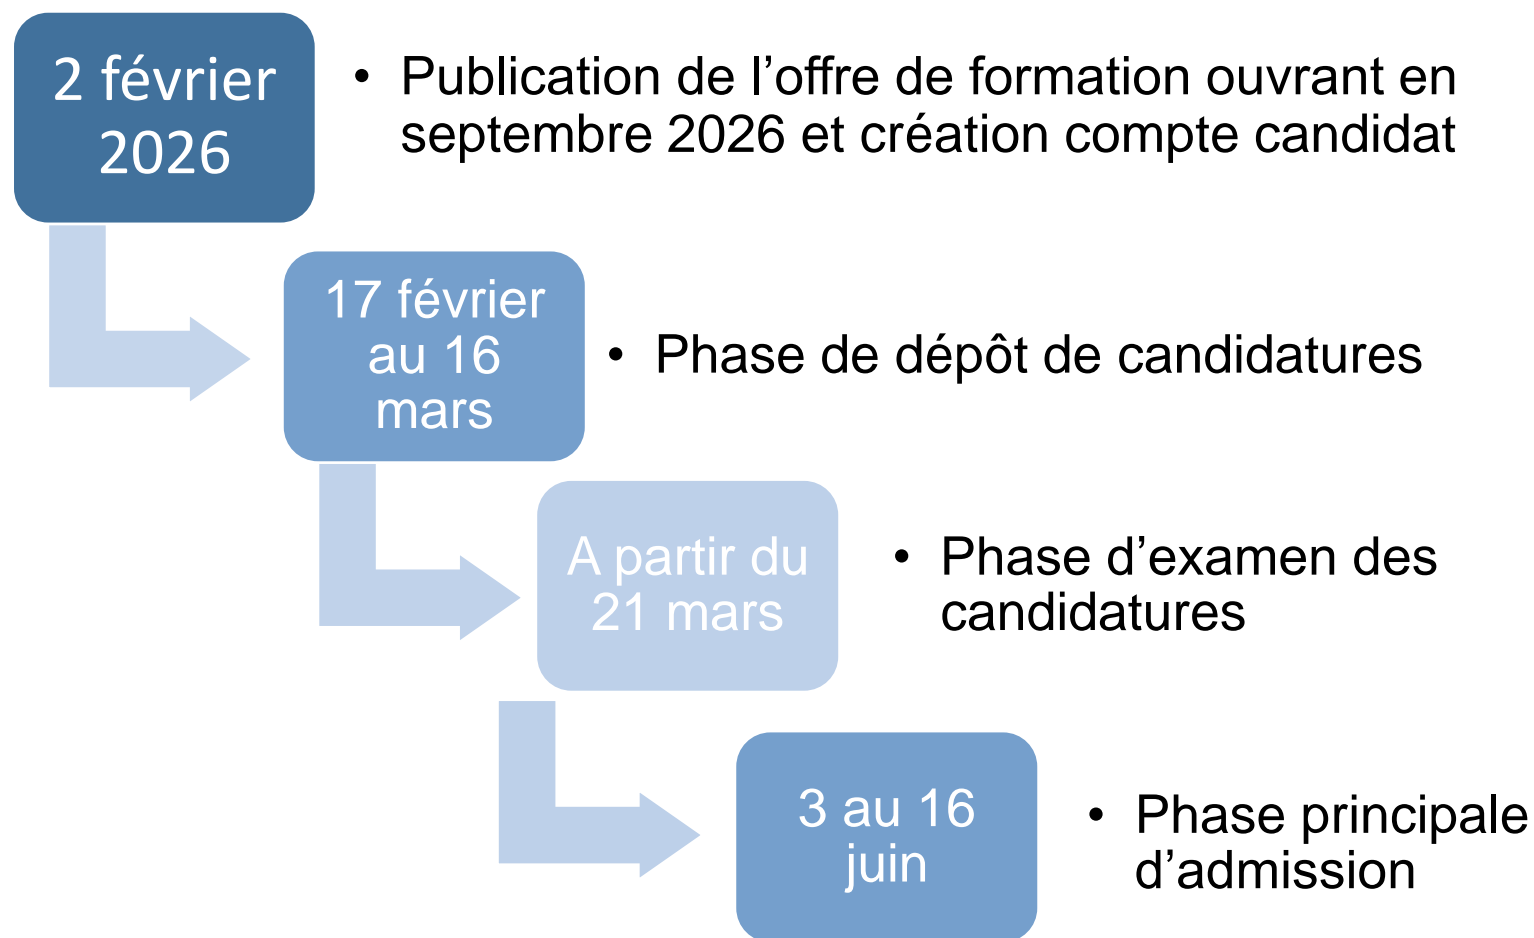 2 février
2026
• Publication de l’offre de formation ouvrant en
septembre 2026 et création compte candidat
17 février
au 16
mars
• Phase de dépôt de candidatures
A partir du
21 mars
• Phase d’examen des
candidatures
3 au 16
juin
• Phase principale
d’admission